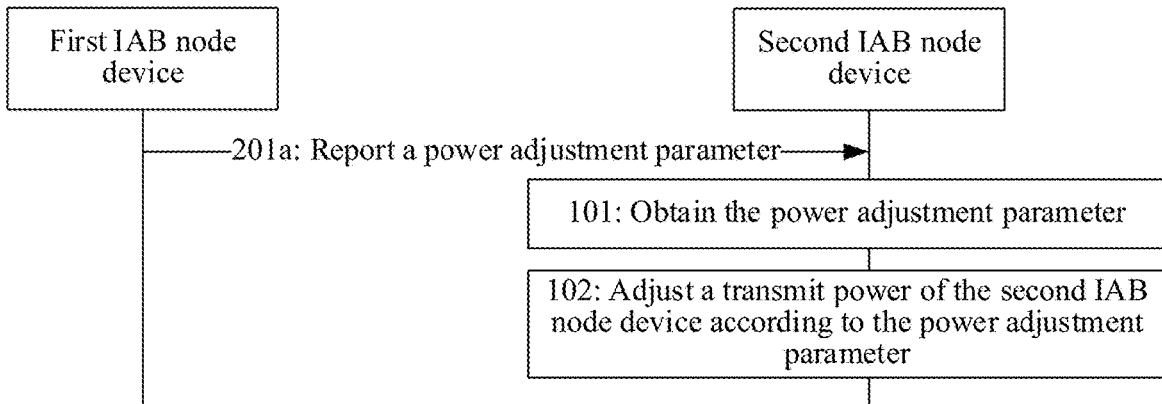 First IAB node
device
Second IAB node
device
201a: Report a power adjustment parameter
101: Obtain the power adjustment parameter
102: Adjust a transmit power of the second IAB
node device according to the power adjustment
parameter